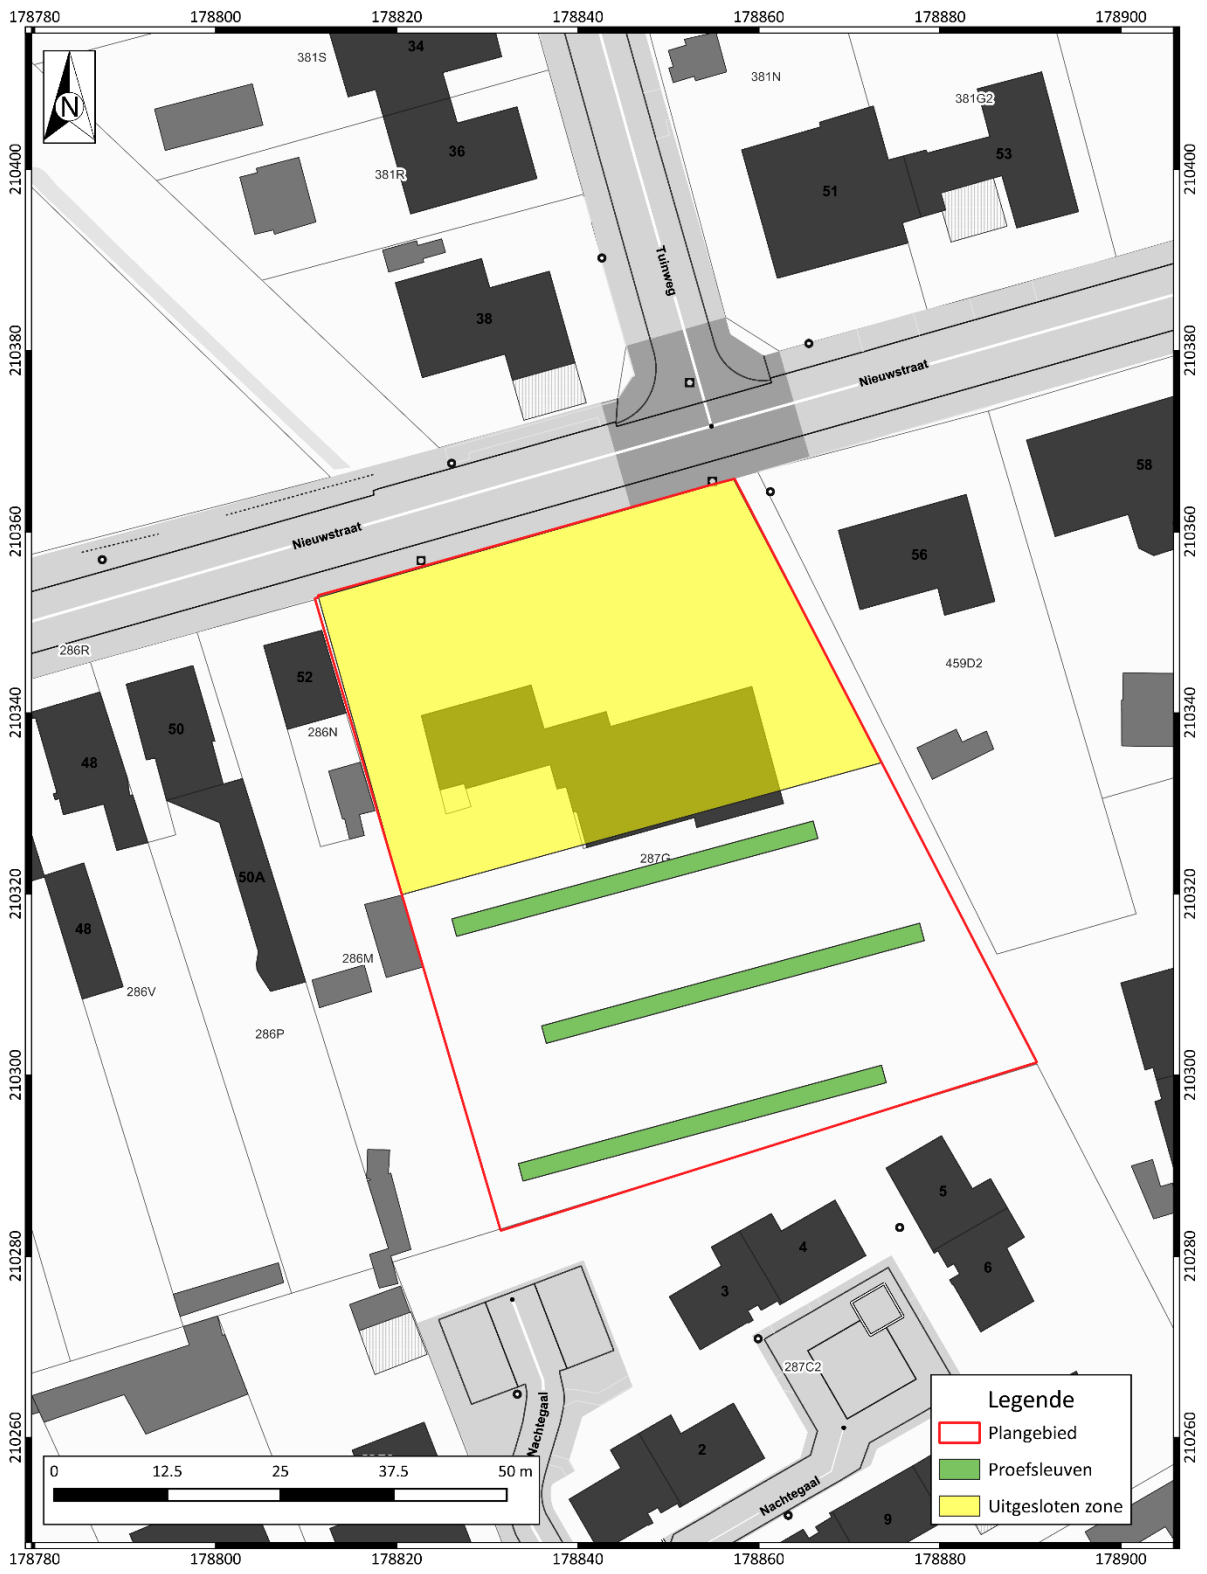 178780 178800 178820 178840 178860 178880 178900
N
381S
34
381N
381G2
36
53
381R
51
210400 210400
Tuinweg
38
210380 210380
Nieuwstraat
58
Nieuwstraat
56
210360 210360
286R
459D2
52
50
286N
210340 210340
48
287G
50A
210320 210320
48
286M
286V
286P
210300 210300
5
4
6
3
210280 210280
287C2
Nachtegaal
2
Nachtegaal
9
210260 210260
Legende
Plangebied
Proefsleuven
Uitgesloten zone
0 12.5 25 37.5 50 m
178780 178800 178820 178840 178860 178880 178900